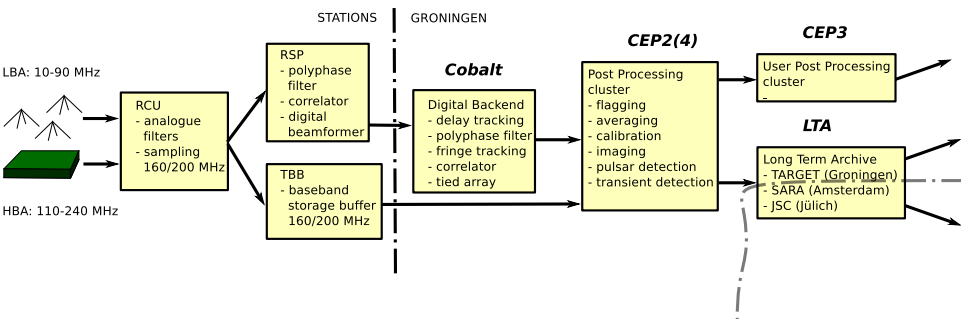 STATIONS
GRONINGEN
LBA: 10-90 MHz
HBA: 110-240 MHz
RCU
- analogue
filters
- sampling
160/200 MHz
RSP
- polyphase
filter
- correlator
- digital
beamformer
TBB
- baseband
storage buffer
160/200 MHz
Cobalt
Digital Backend
- delay tracking
- polyphase filter
- fringe tracking
- correlator
- tied array
CEP2(4)
Post Processing
cluster
- flagging
- averaging
- calibration
- imaging
- pulsar detection
- transient detection
CEP3
User Post Processing
cluster
-
LTA
Long Term Archive
- TARGET (Groningen)
- SARA (Amsterdam)
- JSC (Jülich)